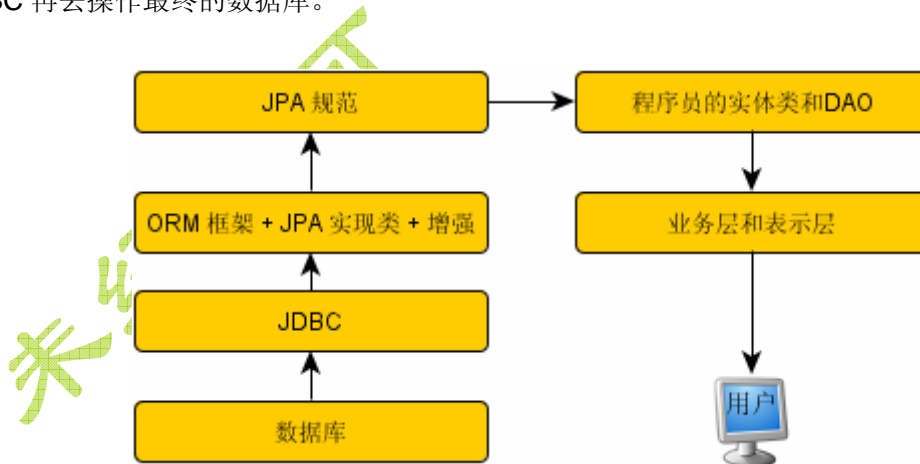 BC 再去操作最终的数据库。
JPA 规范
程序员的实体类和DAO
ORM 框架 + JPA 实现类 + 增强
业务层和表示层
JDBC
数据库
用户
未